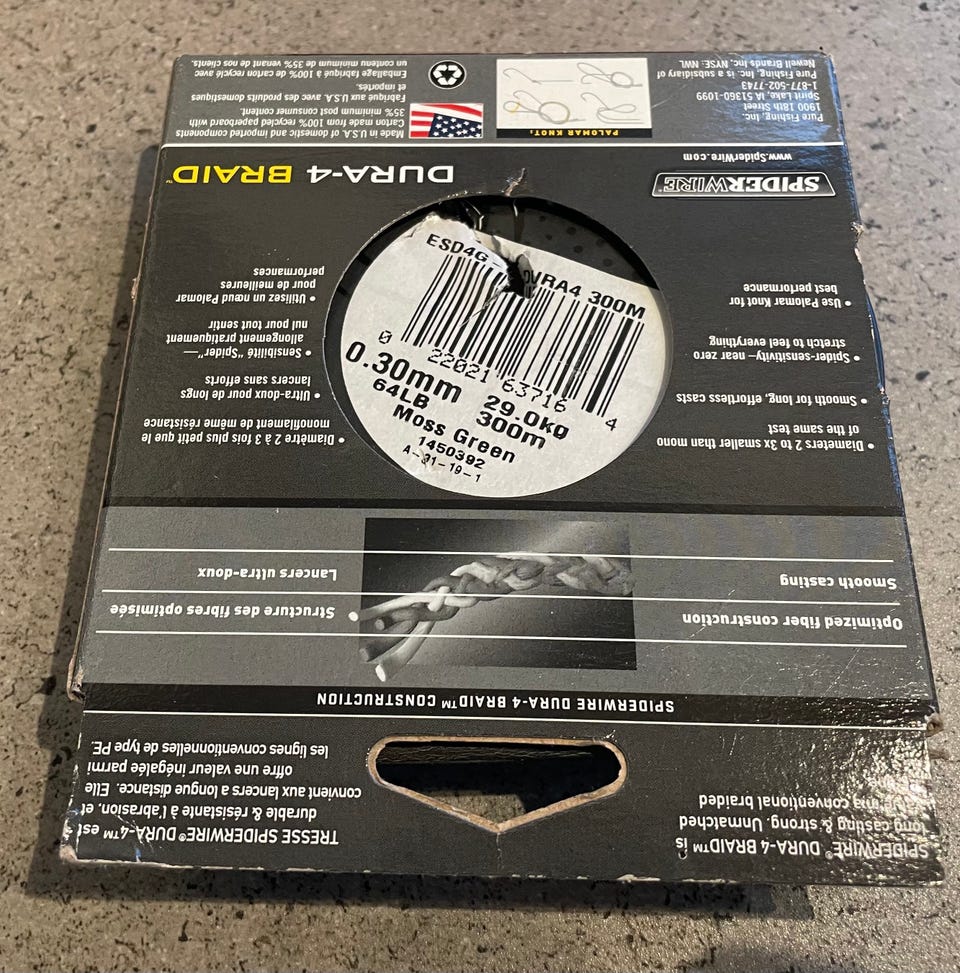 SPIDERWIRE® DURA-4 BRAID™ is
long casting & strong. Unmatched
conventional braided
TRESSE SPIDERWIRE® DURA-4™ est
durable & résistante à l'abrasion, et
convient aux lancers a longue distance. Elle
offre une valeur inégalée parmi
les lignes conventionnelles de type PE.
SPIDERWIRE DURA-4 BRAID™ CONSTRUCTION
Optimized fiber construction
Smooth casting
Structure des fibres optimisée
Lancers ultra-doux
• Diameters 2 to 3x smaller than mono
of the same test
• Smooth for long, effortless casts
• Spider-sensitivity– near zero
stretch to feel everything
• Use Palomar Knot for
best performance
• Diamètre 2 à 3 fois plus petit que le
monofilament de même résistance
• Ultra-doux pour de longs
lancers sans efforts
• Sensibilité "Spider"—
allongement pratiquement
nul pour tout sentir
• Utilisez un nœud Palomar
pour de meilleures
performances
ESD4G- DURA4 300M
0 22021 63716 4
0.30mm 29.0kg
64LB 300m
Moss Green
1450392
A-31-19-1
SPIDERWIRE
www.SpiderWire.com
DURA-4 BRAID™
Pure Fishing, Inc.
1900 18th Street
Spirit Lake, IA 51360-1099
1-877-502-7743
Pure Fishing, Inc. is a subsidiary of
Newell Brands Inc. NYSE: NWL
PALOMAR KNOT.
Made in U.S.A. of domestic and imported components
Carton made from 100% recycled paperboard with
35% minimum post consumer content.
Fabriqué aux U.S.A. avec des produits domestiques
et importés.
Emballage fabriqué à 100% de carton recyclé avec
un contenu minimum de 35% venant de nos